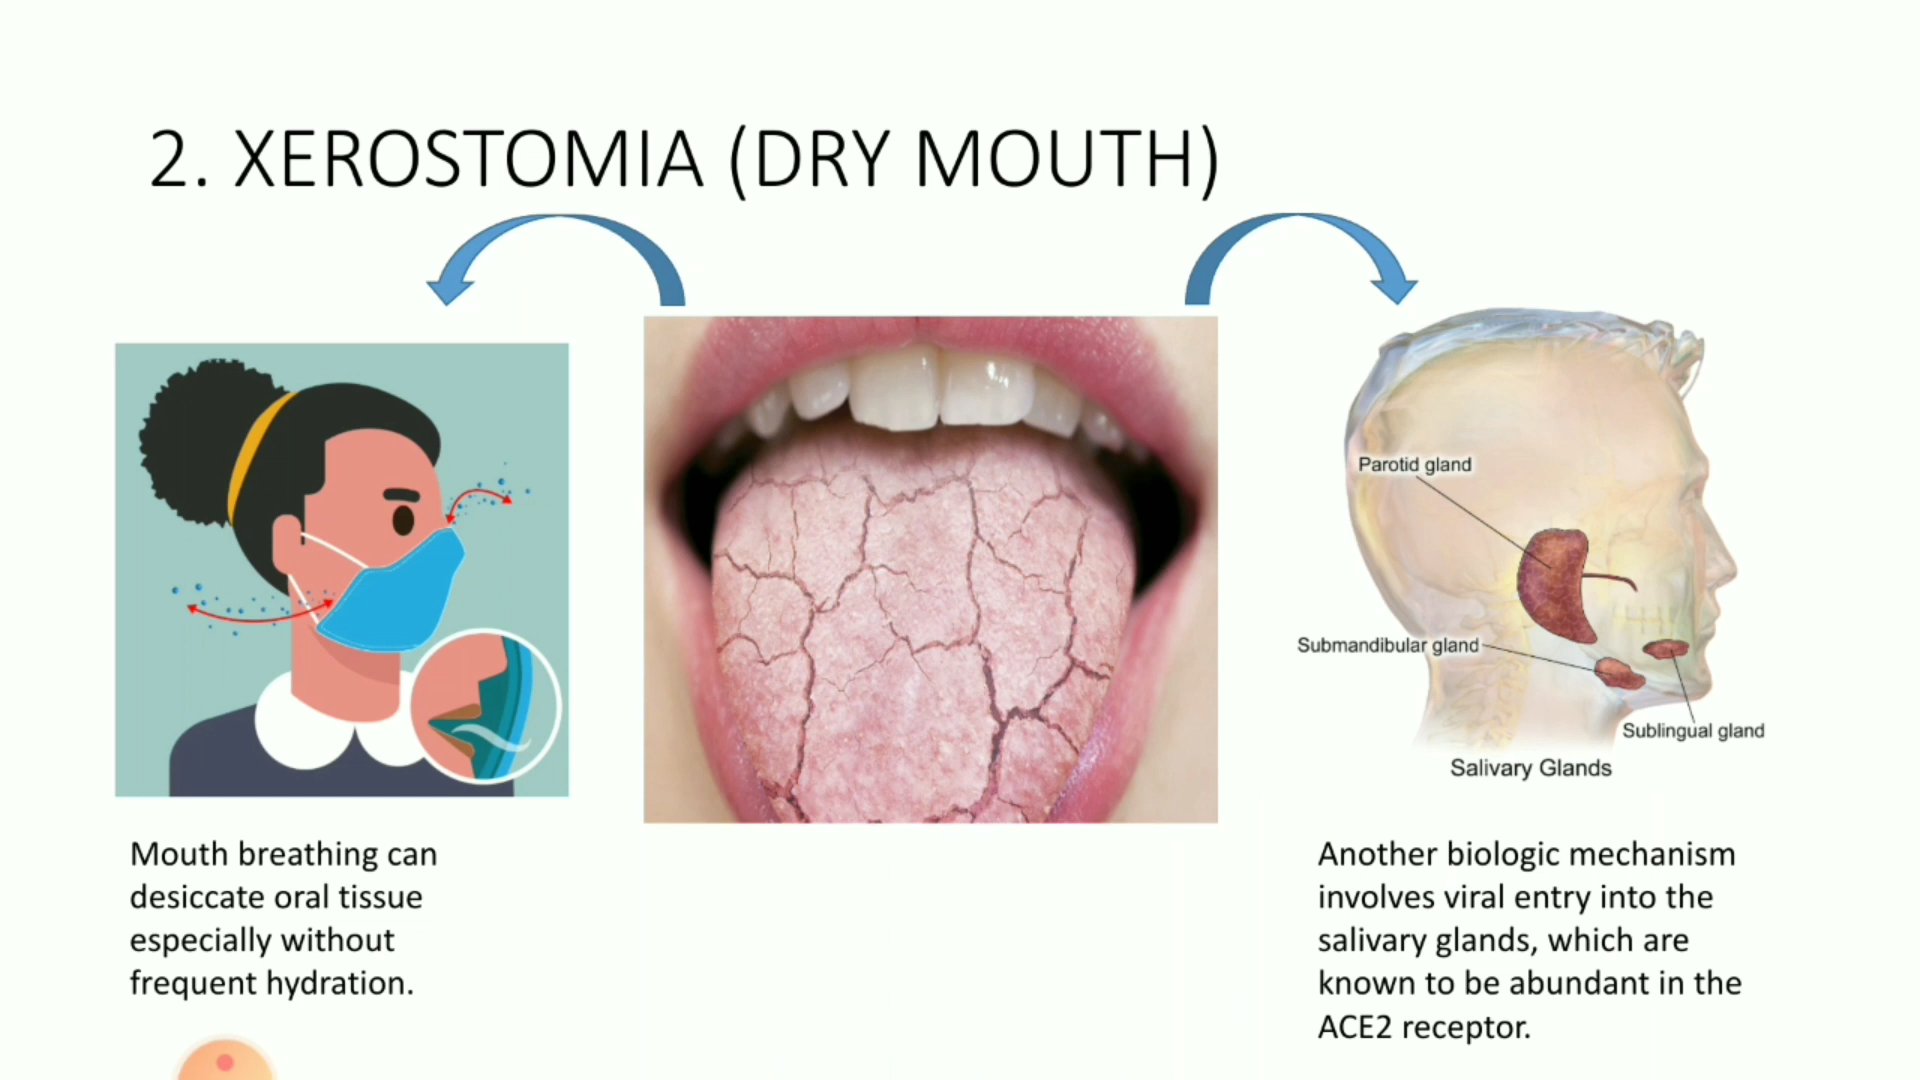 2. XEROSTOMIA (DRY MOUTH)
Mouth breathing can
desiccate oral tissue
especially without
frequent hydration.
Parotid gland
Submandibular gland
Sublingual gland
Salivary Glands
Another biologic mechanism
involves viral entry into the
salivary glands, which are
known to be abundant in the
ACE2 receptor.